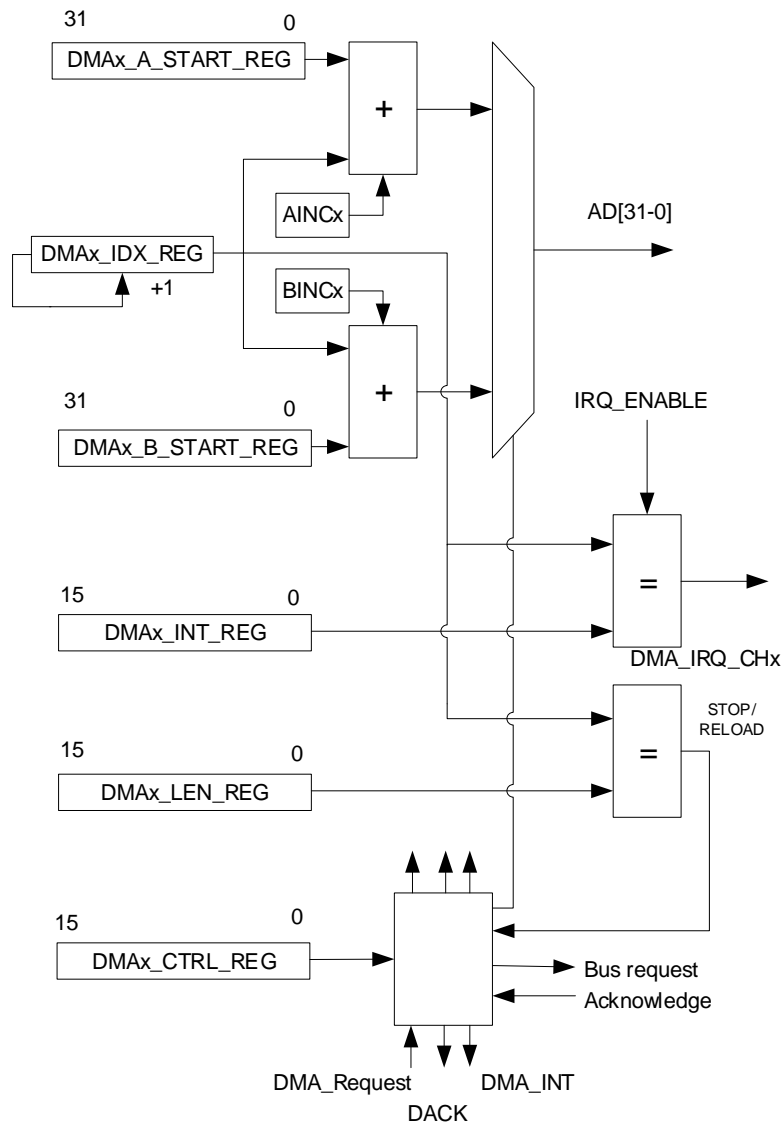 31
0
DMAx_A_START_REG
+
AINCx
AD[31-0]
DMAx_IDX_REG
+1
BINCx
+
31
0
DMAx_B_START_REG
IRQ_ENABLE
15
0
DMAx_INT_REG
=
DMA_IRQ_CHx
STOP/
RELOAD
=
15
0
DMAx_LEN_REG
15
0
DMAx_CTRL_REG
Bus request
Acknowledge
DMA_Request
DMA_INT
DACK